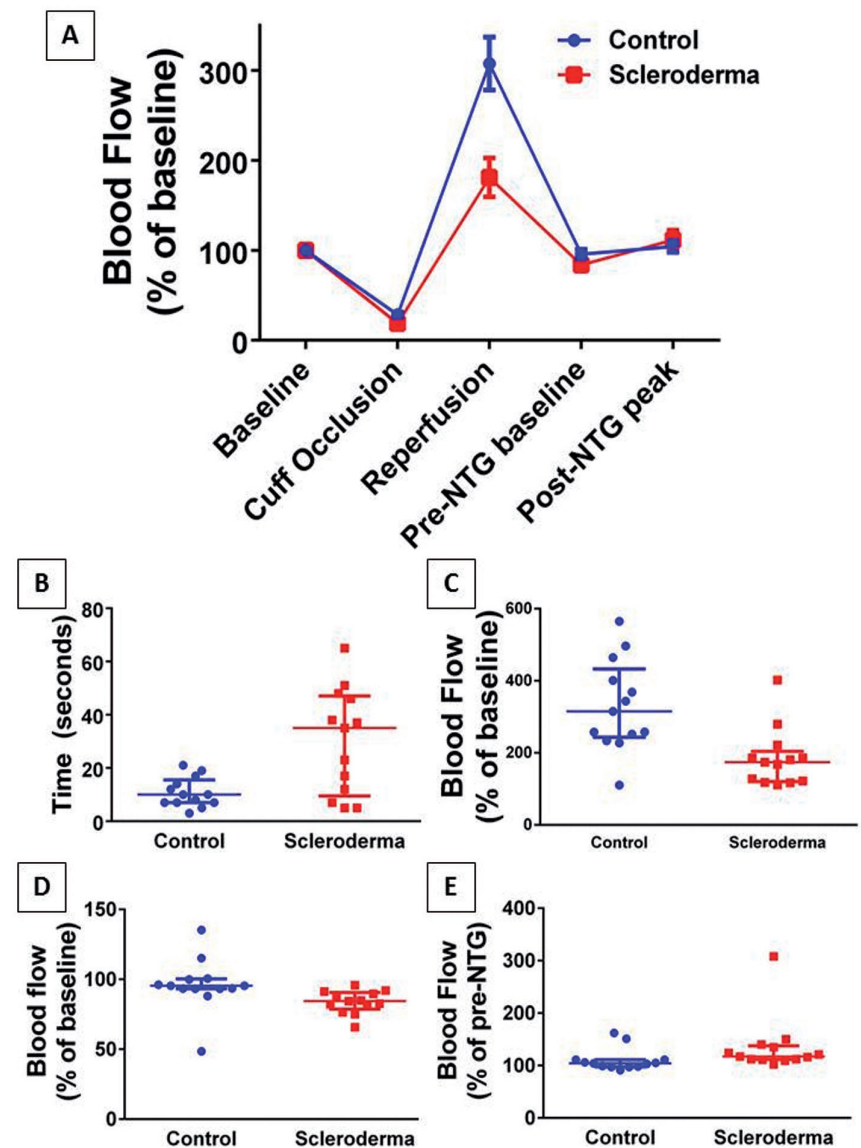 A
Blood Flow
(% of baseline)
300
200
100
0
Control
Scleroderma
Baseline
Cuff Occlusion
Reperfusion
Pre-NTG baseline
Post-NTG peak
B
Time (seconds)
80
60
40
20
0
Control
Scleroderma
C
Blood Flow
(% of baseline)
600
400
200
0
Control
Scleroderma
D
Blood flow
(% of baseline)
150
100
50
0
Control
Scleroderma
E
Blood Flow
(% of pre-NTG)
400
300
200
100
0
Control
Scleroderma